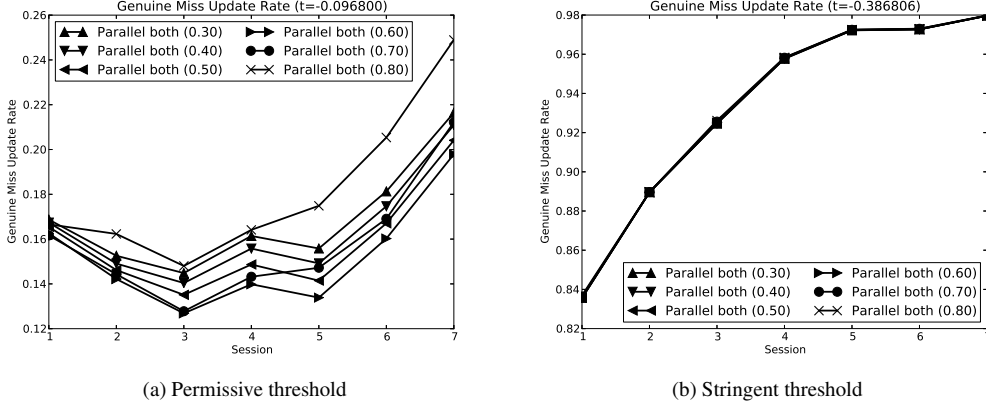 Genuine Miss Update Rate (t=-0.096800)
0.26
0.24
0.22
0.20
0.18
0.16
0.14
0.12
Genuine Miss Update Rate
Parallel both (0.30)
Parallel both (0.40)
Parallel both (0.50)
Parallel both (0.60)
Parallel both (0.70)
Parallel both (0.80)
1 2 3 4 5 6 7
Session
(a) Permissive threshold
Genuine Miss Update Rate (t=-0.386806)
0.98
0.96
0.94
0.92
0.90
0.88
0.86
0.84
0.82
Genuine Miss Update Rate
Parallel both (0.30)
Parallel both (0.40)
Parallel both (0.50)
Parallel both (0.60)
Parallel both (0.70)
Parallel both (0.80)
1 2 3 4 5 6 7
Session
(b) Stringent threshold